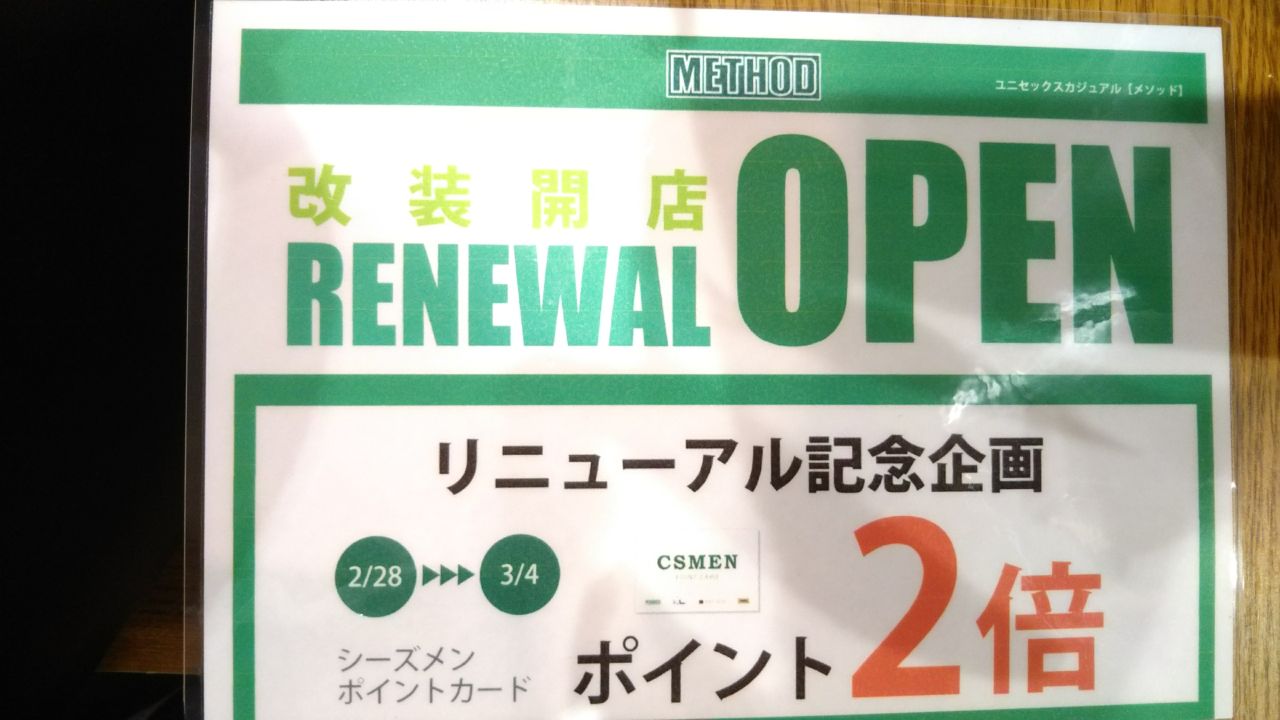 METHOD
ユニセックスカジュアル【メソッド】
改装開店
RENEWAL OPEN
リニューアル記念企画
2/28 ▶▶▶ 3/4
CSMEN
POINT CARD
シーズメン
ポイントカード
ポイント2倍